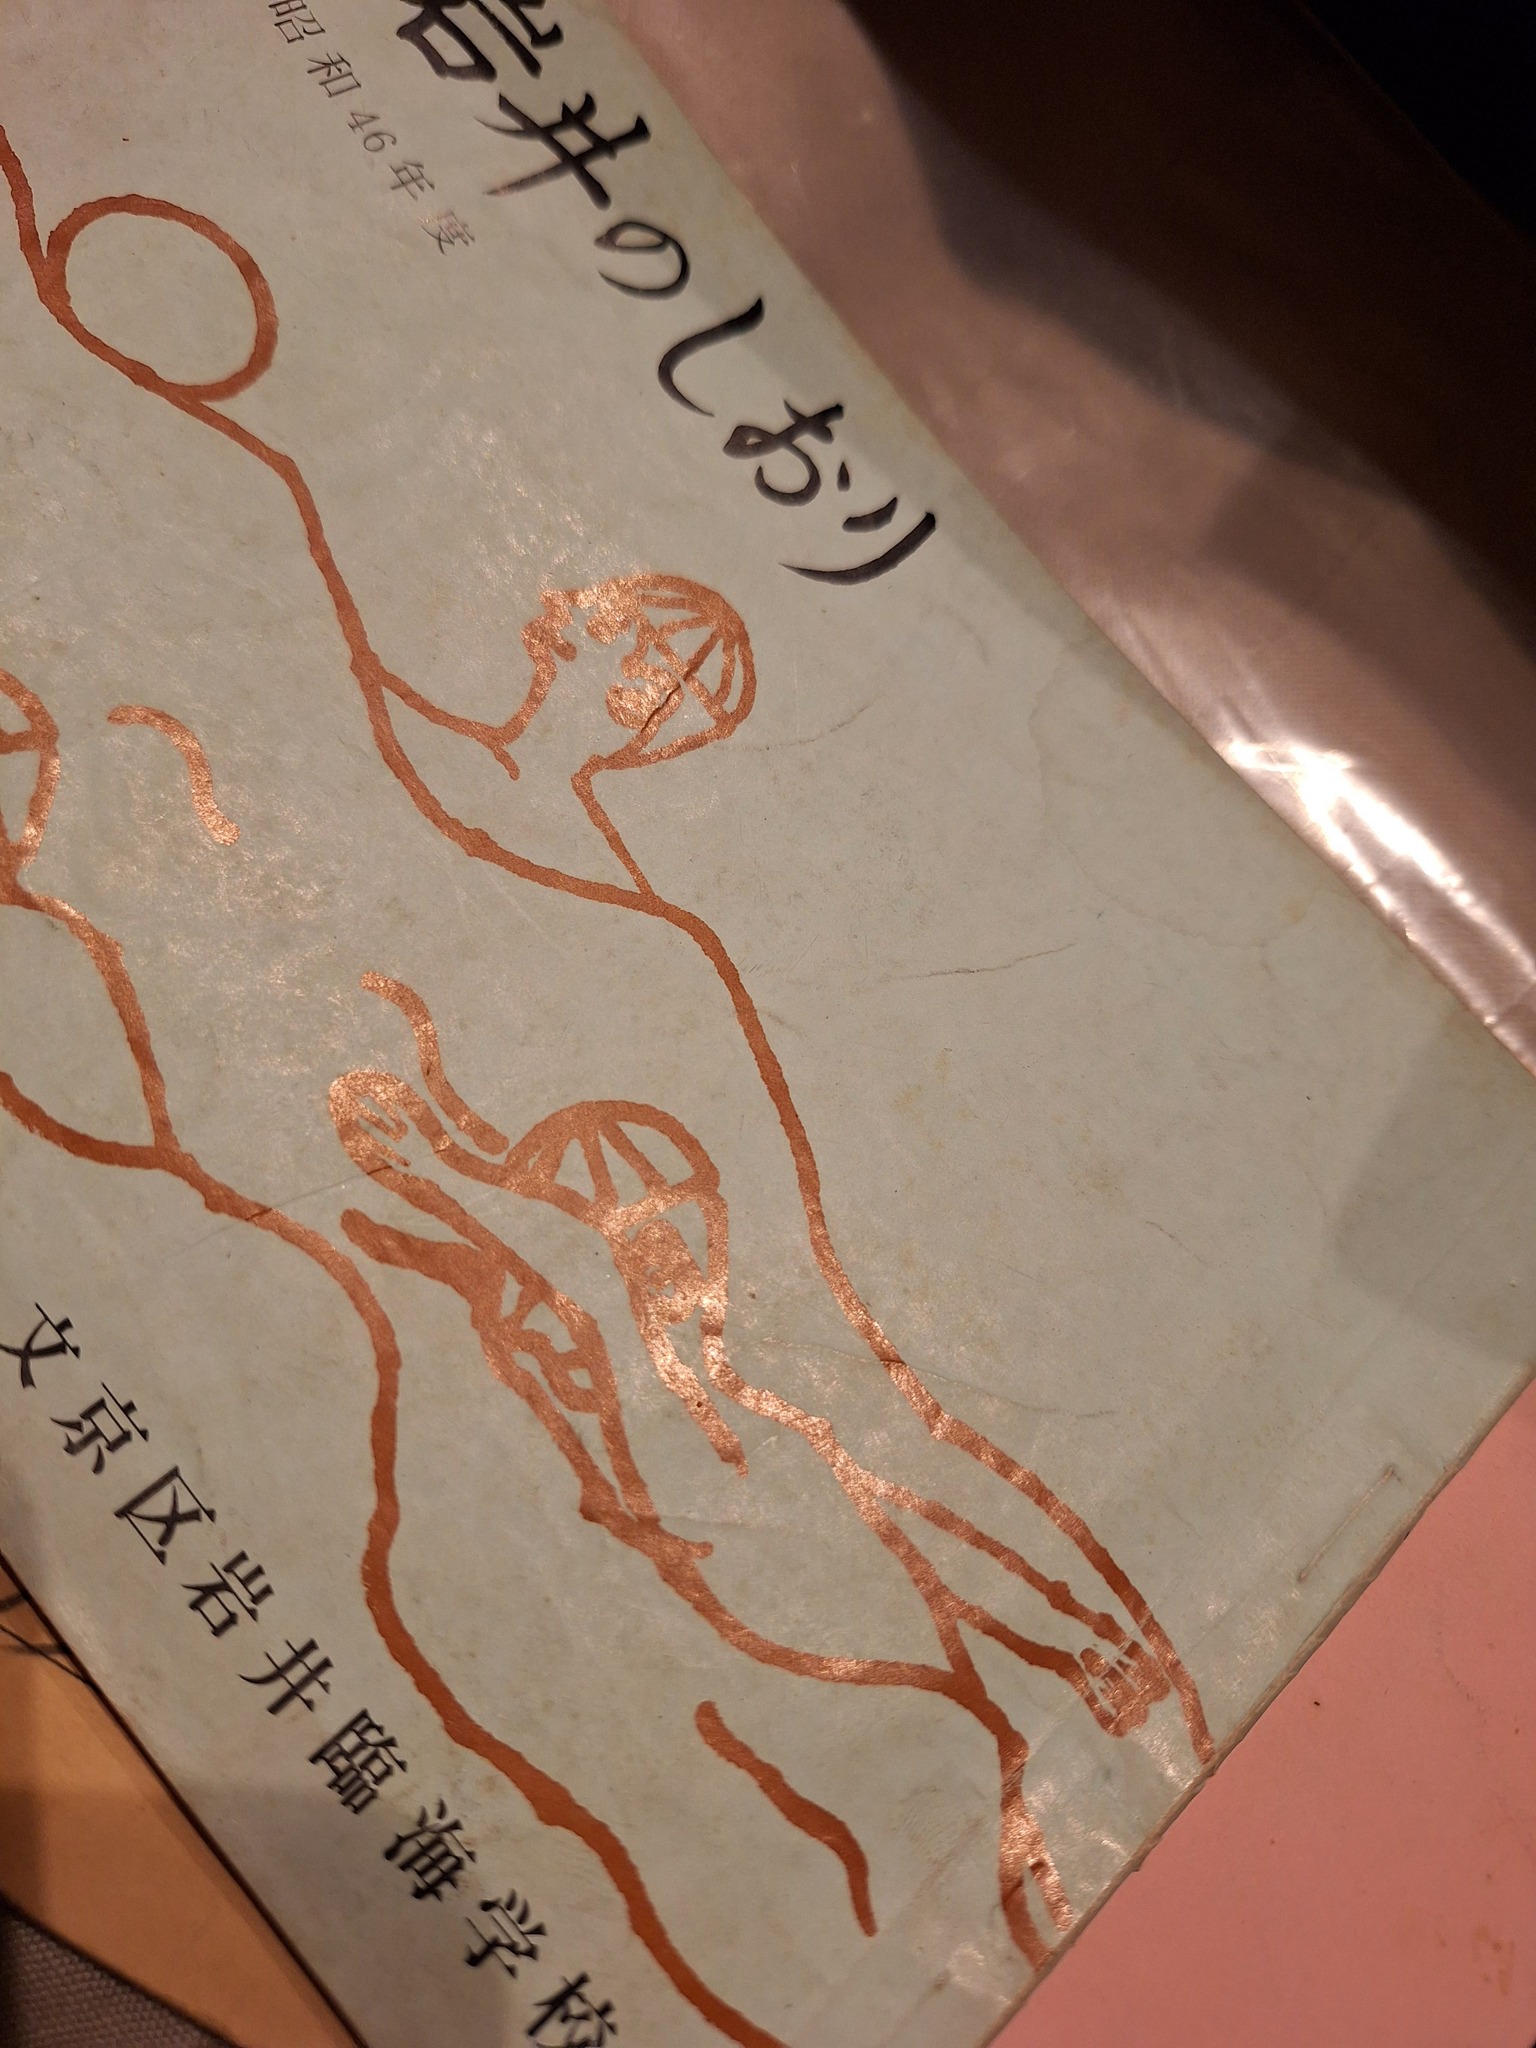 岩井のしおり
昭和46年度
文京区岩井臨海学校